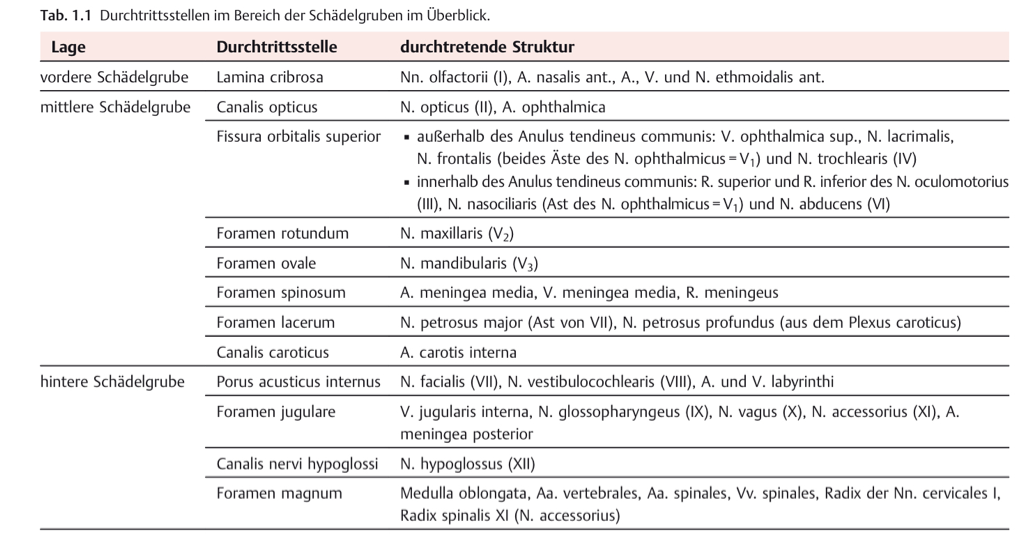 Tab. 1.1 Durchtrittsstellen im Bereich der Schädelgruben im Überblick.
Lage Durchtrittsstelle durchtretende Struktur
vordere Schädelgrube Lamina cribrosa Nn. olfactorii (I), A. nasalis ant., A., V. und N. ethmoidalis ant.
mittlere Schädelgrube Canalis opticus N. opticus (II), A. ophthalmica
Fissura orbitalis superior ▪ außerhalb des Anulus tendineus communis: V. ophthalmica sup., N. lacrimalis,
N. frontalis (beides Äste des N. ophthalmicus = V₁) und N. trochlearis (IV)
▪ innerhalb des Anulus tendineus communis: R. superior und R. inferior des N. oculomotorius
(III), N. nasociliaris (Ast des N. ophthalmicus = V₁) und N. abducens (VI)
Foramen rotundum N. maxillaris (V₂)
Foramen ovale N. mandibularis (V₃)
Foramen spinosum A. meningea media, V. meningea media, R. meningeus
Foramen lacerum N. petrosus major (Ast von VII), N. petrosus profundus (aus dem Plexus caroticus)
Canalis caroticus A. carotis interna
hintere Schädelgrube Porus acusticus internus N. facialis (VII), N. vestibulocochlearis (VIII), A. und V. labyrinthi
Foramen jugulare V. jugularis interna, N. glossopharyngeus (IX), N. vagus (X), N. accessorius (XI), A.
meningea posterior
Canalis nervi hypoglossi N. hypoglossus (XII)
Foramen magnum Medulla oblongata, Aa. vertebrales, Aa. spinales, Vv. spinales, Radix der Nn. cervicales I,
Radix spinalis XI (N. accessorius)